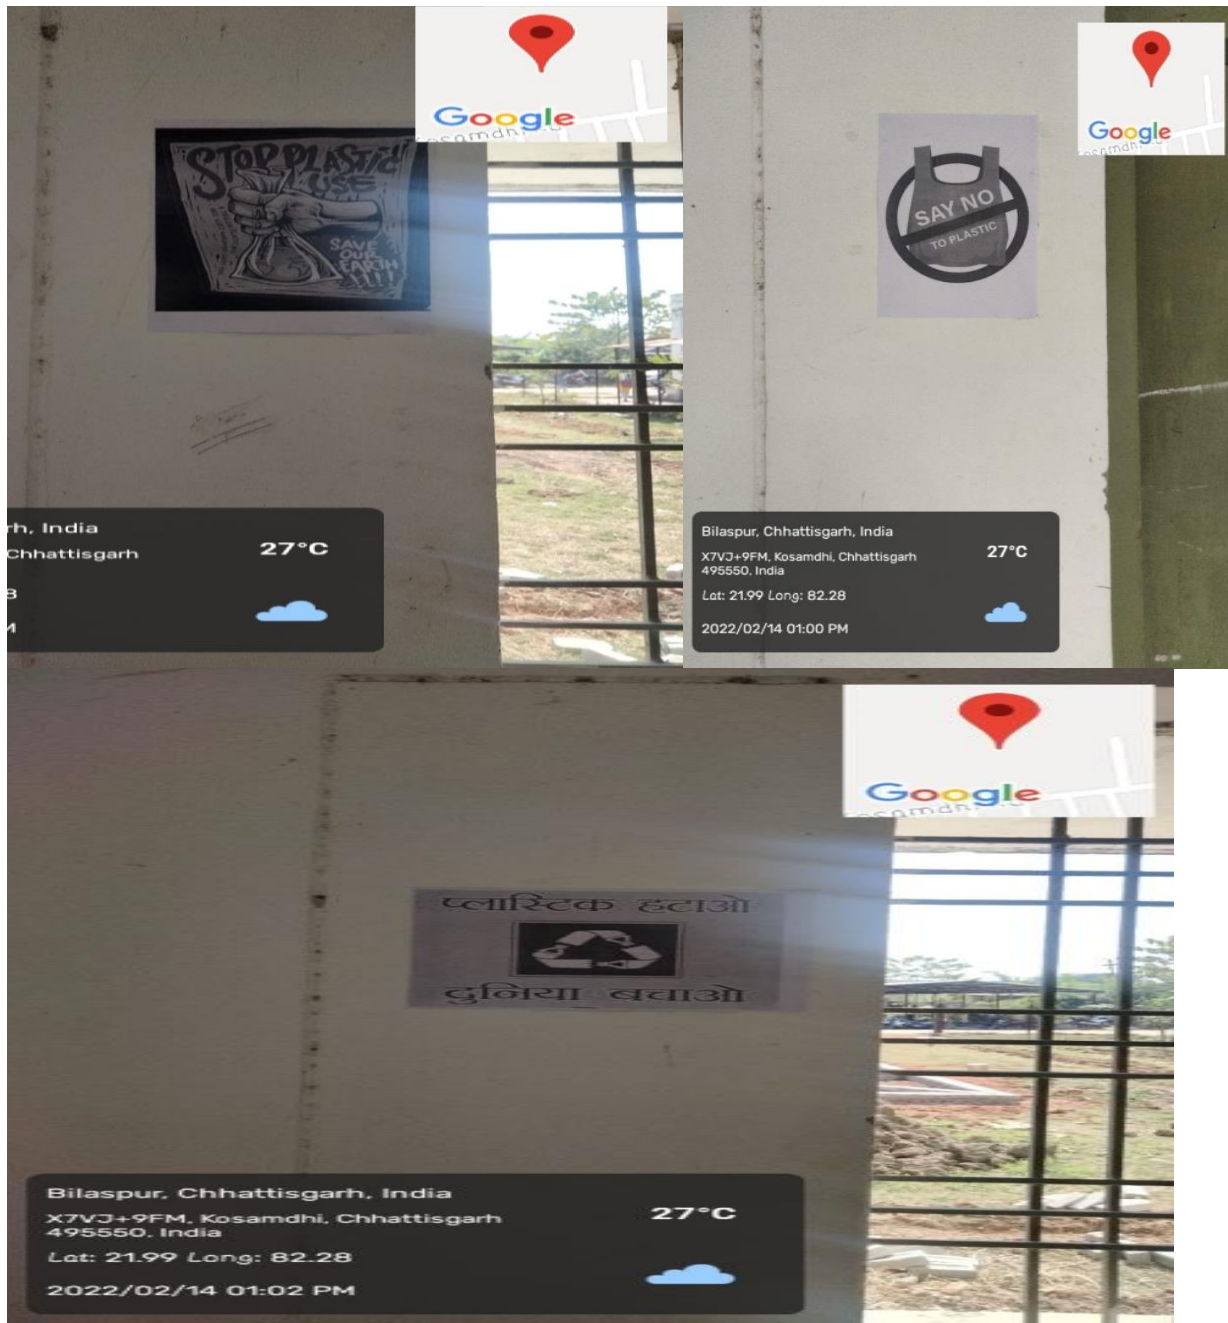 Google
STOP PLASTIC
USE
SAVE
OUR
EARTH
!!!!!
rh, India
Chhattisgarh
27°C
8
M
Google
SAY NO
TO PLASTIC
Bilaspur, Chhattisgarh, India
X7VJ+9FM, Kosamdhi, Chhattisgarh
495550, India
27°C
Lat: 21.99 Long: 82.28
2022/02/14 01:00 PM
Google
प्लास्टिक हटाओ
दुनिया बचाओ
Bilaspur, Chhattisgarh, India
X7VJ+9FM, Kosamdhi, Chhattisgarh
495550, India
27°C
Lat: 21.99 Long: 82.28
2022/02/14 01:02 PM